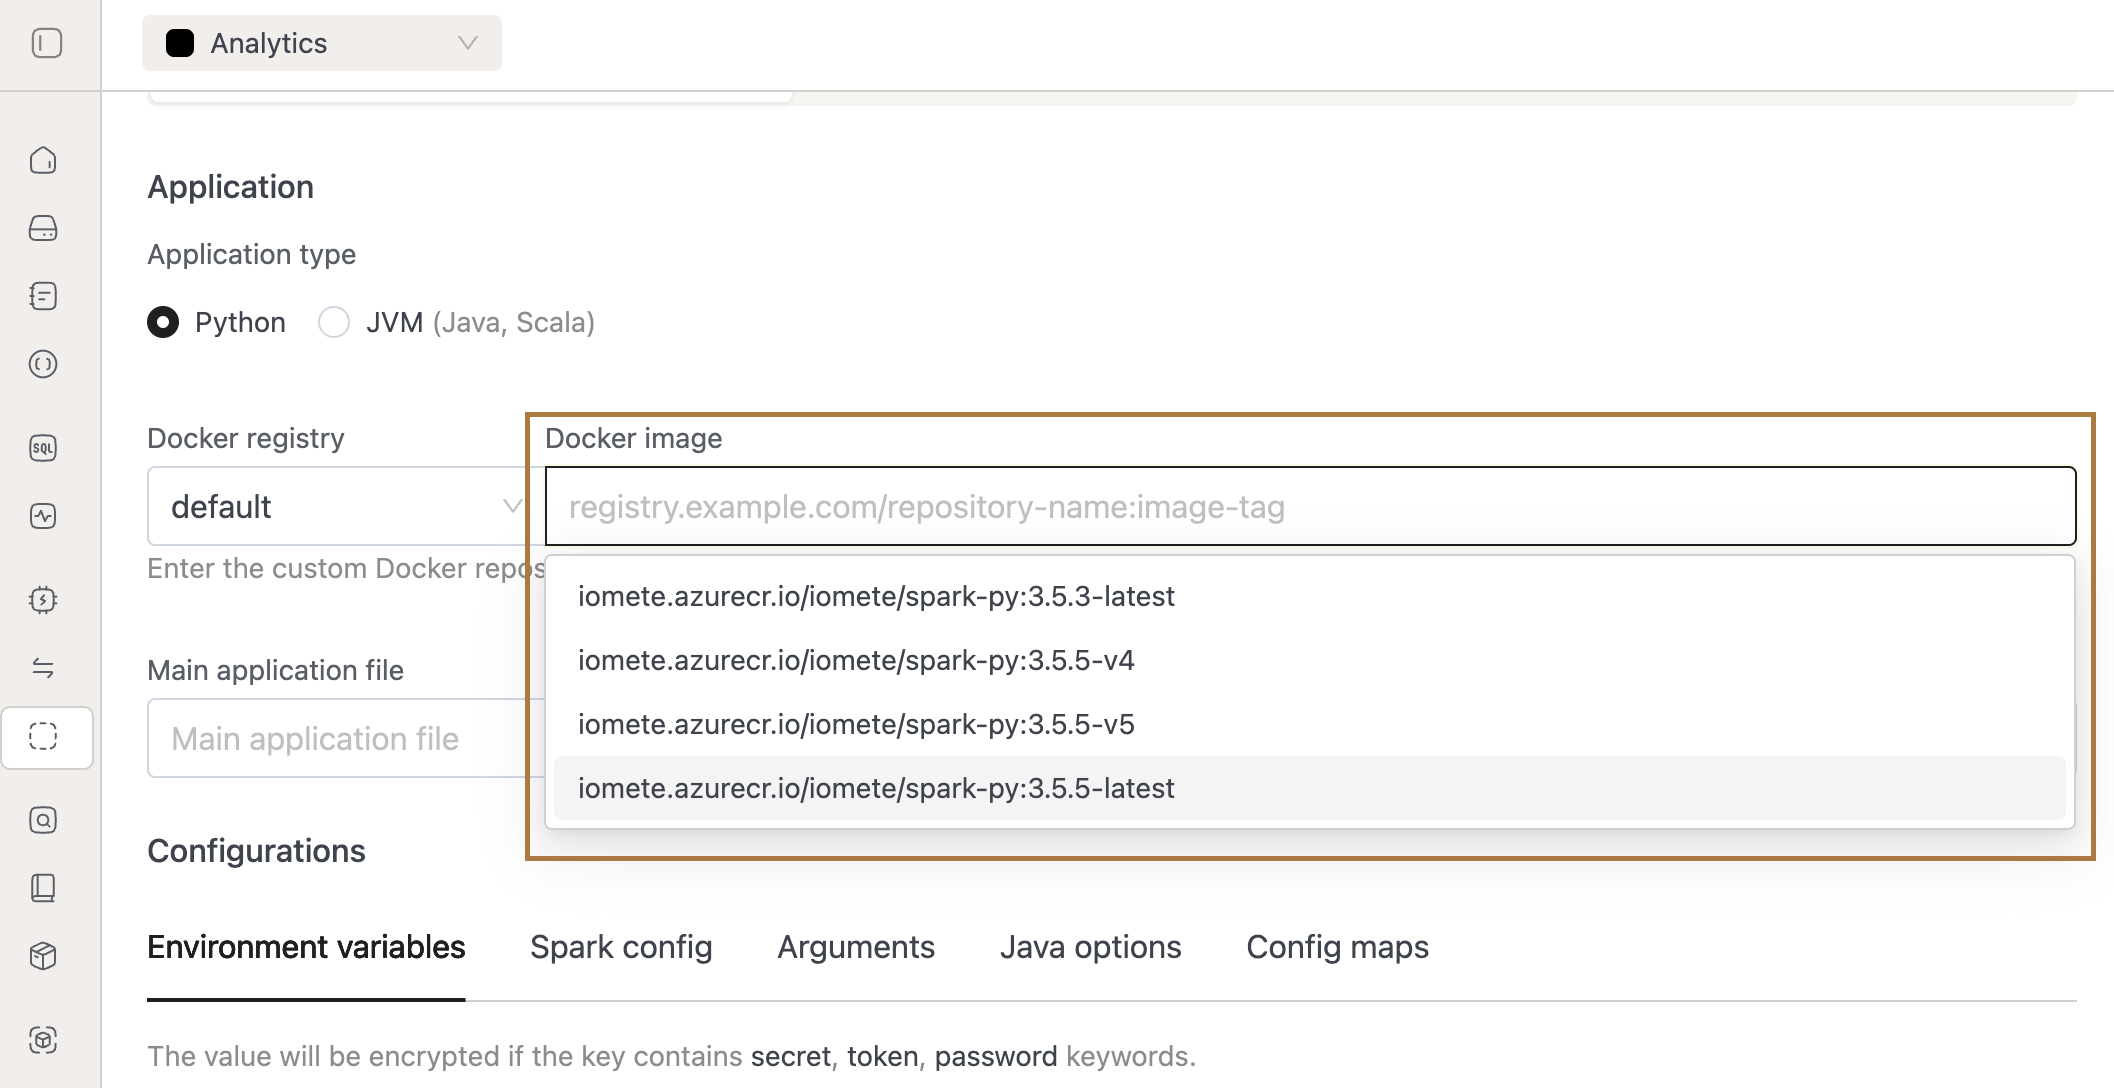 Analytics
Application
Application type
Python JVM (Java, Scala)
Docker registry Docker image
default registry.example.com/repository-name:image-tag
Enter the custom Docker repos
iomete.azurecr.io/iomete/spark-py:3.5.3-latest
iomete.azurecr.io/iomete/spark-py:3.5.5-v4
iomete.azurecr.io/iomete/spark-py:3.5.5-v5
iomete.azurecr.io/iomete/spark-py:3.5.5-latest
Main application file
Main application file
SQL
Configurations
Environment variables Spark config Arguments Java options Config maps
The value will be encrypted if the key contains secret, token, password keywords.